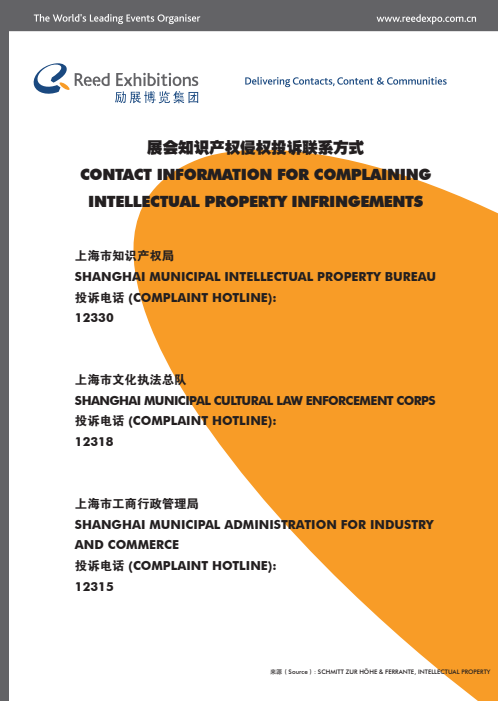 The World's Leading Events Organiser
www.reedexpo.com.cn
Reed Exhibitions
励展博览集团
Delivering Contacts, Content & Communities
展会知识产权侵权投诉联系方式
CONTACT INFORMATION FOR COMPLAINING
INTELLECTUAL PROPERTY INFRINGEMENTS
上海市知识产权局
SHANGHAI MUNICIPAL INTELLECTUAL PROPERTY BUREAU
投诉电话 (COMPLAINT HOTLINE):
12330
上海市文化执法总队
SHANGHAI MUNICIPAL CULTURAL LAW ENFORCEMENT CORPS
投诉电话 (COMPLAINT HOTLINE):
12318
上海市工商行政管理局
SHANGHAI MUNICIPAL ADMINISTRATION FOR INDUSTRY
AND COMMERCE
投诉电话 (COMPLAINT HOTLINE):
12315
来源（Source）: SCHMITT ZUR HÖHE & FERRANTE, INTELLECTUAL PROPERTY